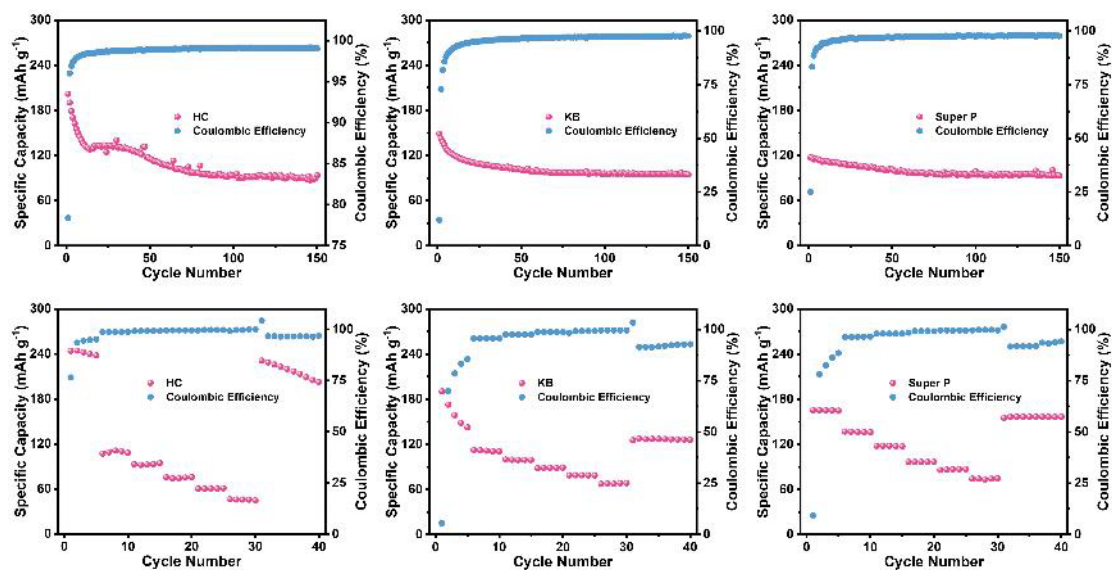 300
240
180
120
60
0
Specific Capacity (mAh g⁻¹)
HC
Coulombic Efficiency
100
95
90
85
80
75
Coulombic Efficiency (%)
0 50 100 150
Cycle Number
300
240
180
120
60
0
Specific Capacity (mAh g⁻¹)
KB
Coulombic Efficiency
100
75
50
25
0
Coulombic Efficiency (%)
0 50 100 150
Cycle Number
300
240
180
120
60
0
Specific Capacity (mAh g⁻¹)
Super P
Coulombic Efficiency
100
75
50
25
0
Coulombic Efficiency (%)
0 50 100 150
Cycle Number
300
240
180
120
60
0
Specific Capacity (mAh g⁻¹)
HC
Coulombic Efficiency
100
75
50
25
0
Coulombic Efficiency (%)
0 10 20 30 40
Cycle Number
300
240
180
120
60
0
Specific Capacity (mAh g⁻¹)
KB
Coulombic Efficiency
100
75
50
25
0
Coulombic Efficiency (%)
0 10 20 30 40
Cycle Number
300
240
180
120
60
0
Specific Capacity (mAh g⁻¹)
Super P
Coulombic Efficiency
100
75
50
25
0
Coulombic Efficiency (%)
0 10 20 30 40
Cycle Number